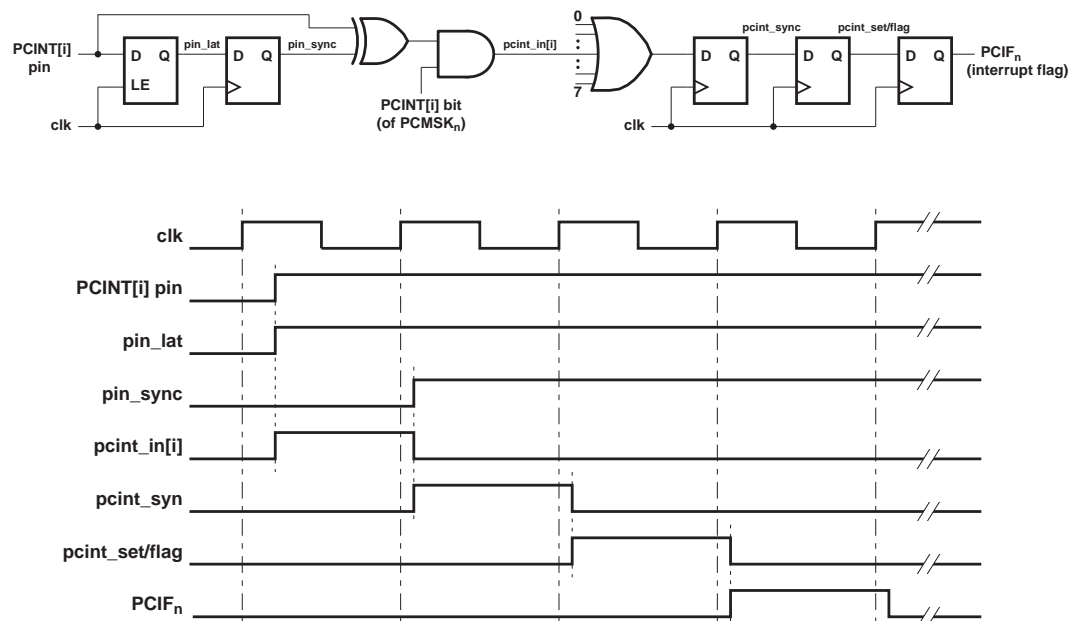 PCINT[i]
pin
pin_lat
pin_sync
D Q
LE
D Q
clk
PCINT[i] bit
(of PCMSKn)
pcint_in[i]
0
7
clk
pcint_sync
pcint_set/flag
D Q
D Q
D Q
PCIFn
(interrupt flag)
clk
PCINT[i] pin
pin_lat
pin_sync
pcint_in[i]
pcint_syn
pcint_set/flag
PCIFn